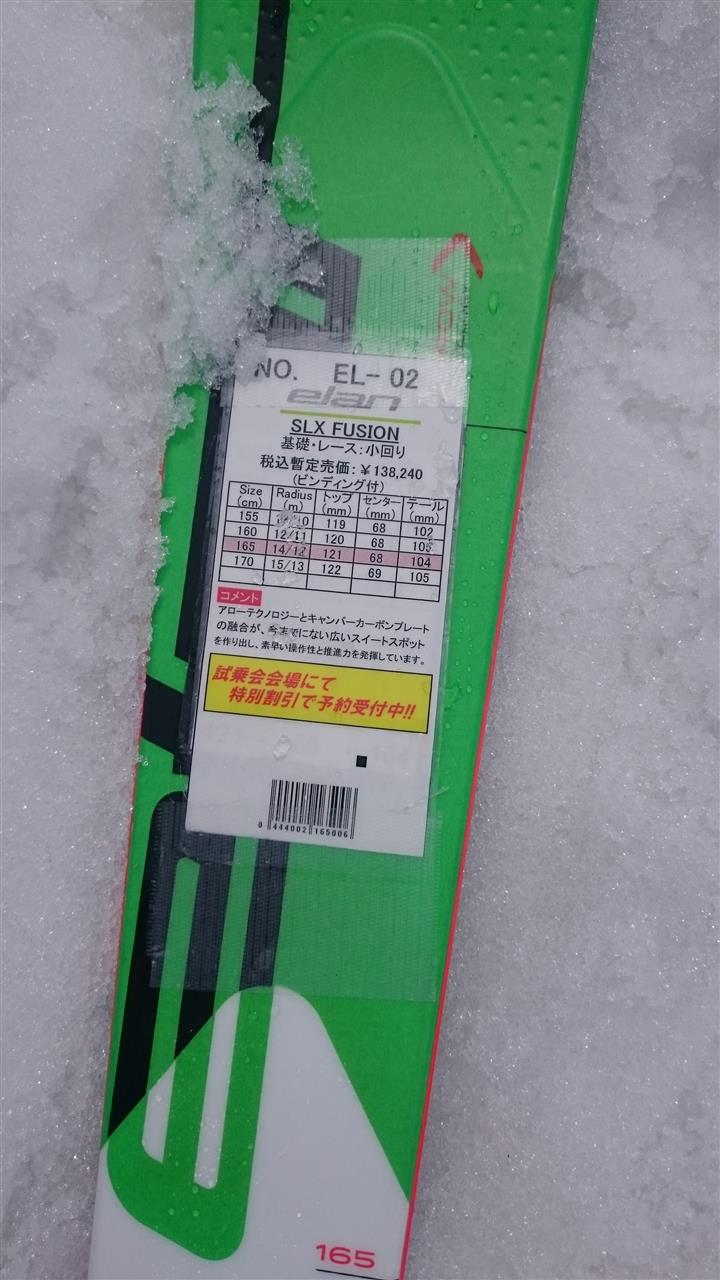 NO. EL-02
elan
SLX FUSION
基礎・レース:小回り
税込暫定売価:¥138,240
(ビンディング付)
Size (cm) Radius (m) トップ (mm) センター (mm) テール (mm)
155 119 68 102
160 12/11 120 68 103
165 14/12 121 68 104
170 15/13 122 69 105
コメント
アローテクノロジーとキャンバーカーボンプレート
の融合が、今までにない広いスイートスポット
を作り出し、素早い操作性と推進力を発揮しています。
試乗会会場にて
特別割引で予約受付中!!
0 444002 165006
165